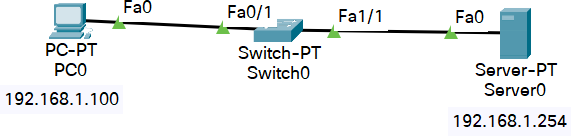 Fa0
Fa0/1
Fa1/1
Fa0
PC-PT
PC0
Switch-PT
Switch0
Server-PT
Server0
192.168.1.100
192.168.1.254